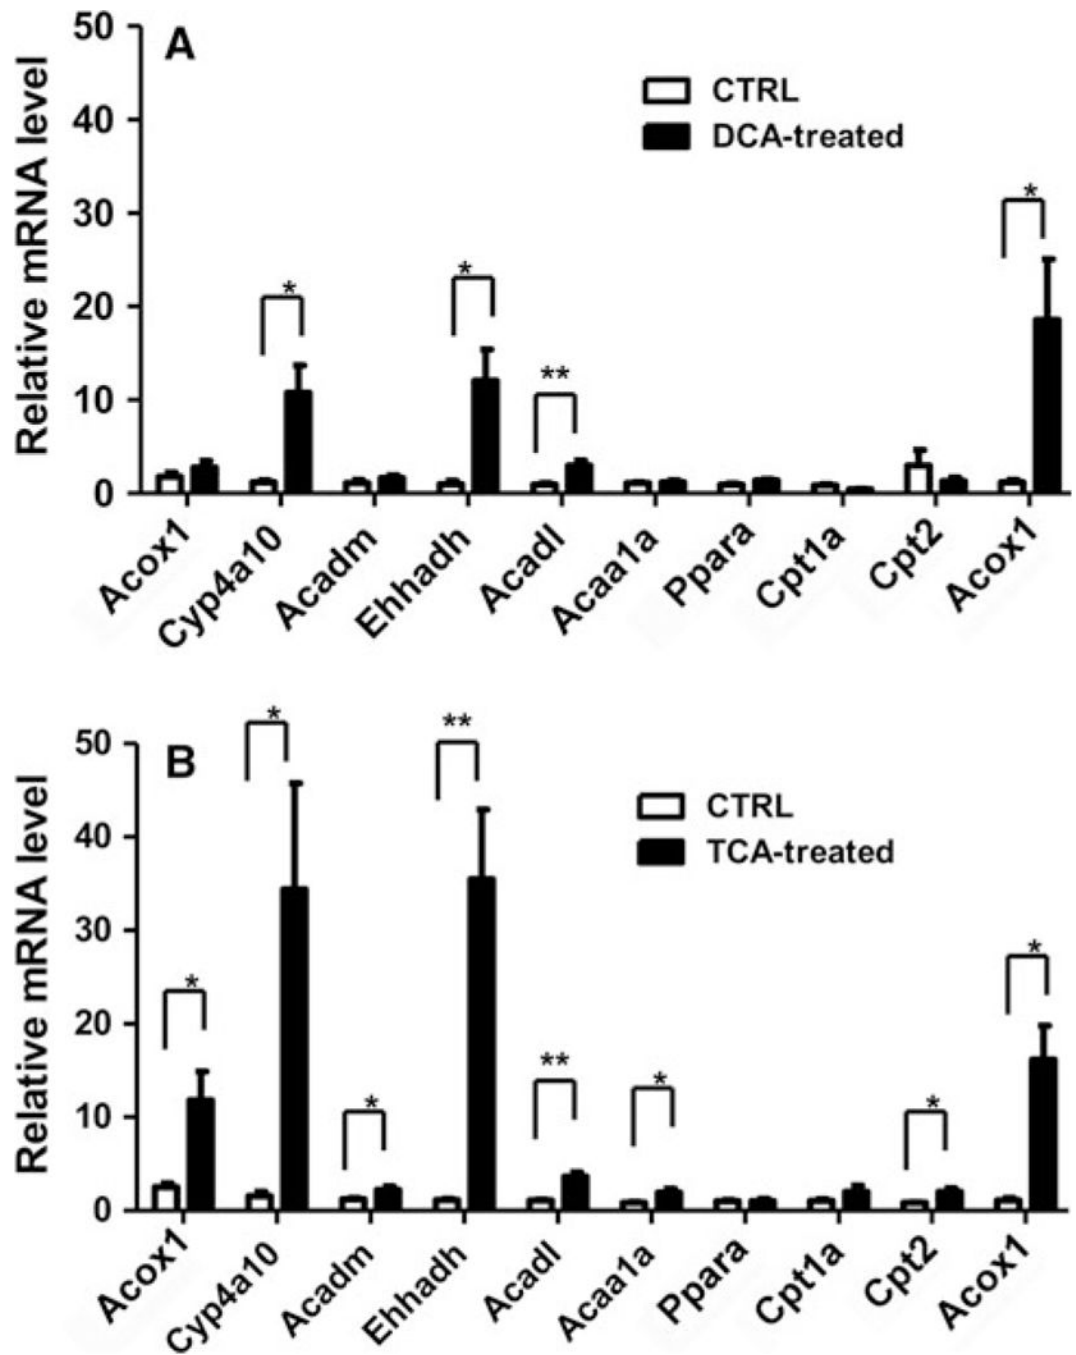 A
Relative mRNA level
50
40
30
20
10
0
CTRL
DCA-treated
*
*
**
*
Acox1
Cyp4a10
Acadm
Ehhadh
Acadl
Acaa1a
Ppara
Cpt1a
Cpt2
Acox1
B
Relative mRNA level
50
40
30
20
10
0
CTRL
TCA-treated
*
*
*
**
**
*
*
*
Acox1
Cyp4a10
Acadm
Ehhadh
Acadl
Acaa1a
Ppara
Cpt1a
Cpt2
Acox1